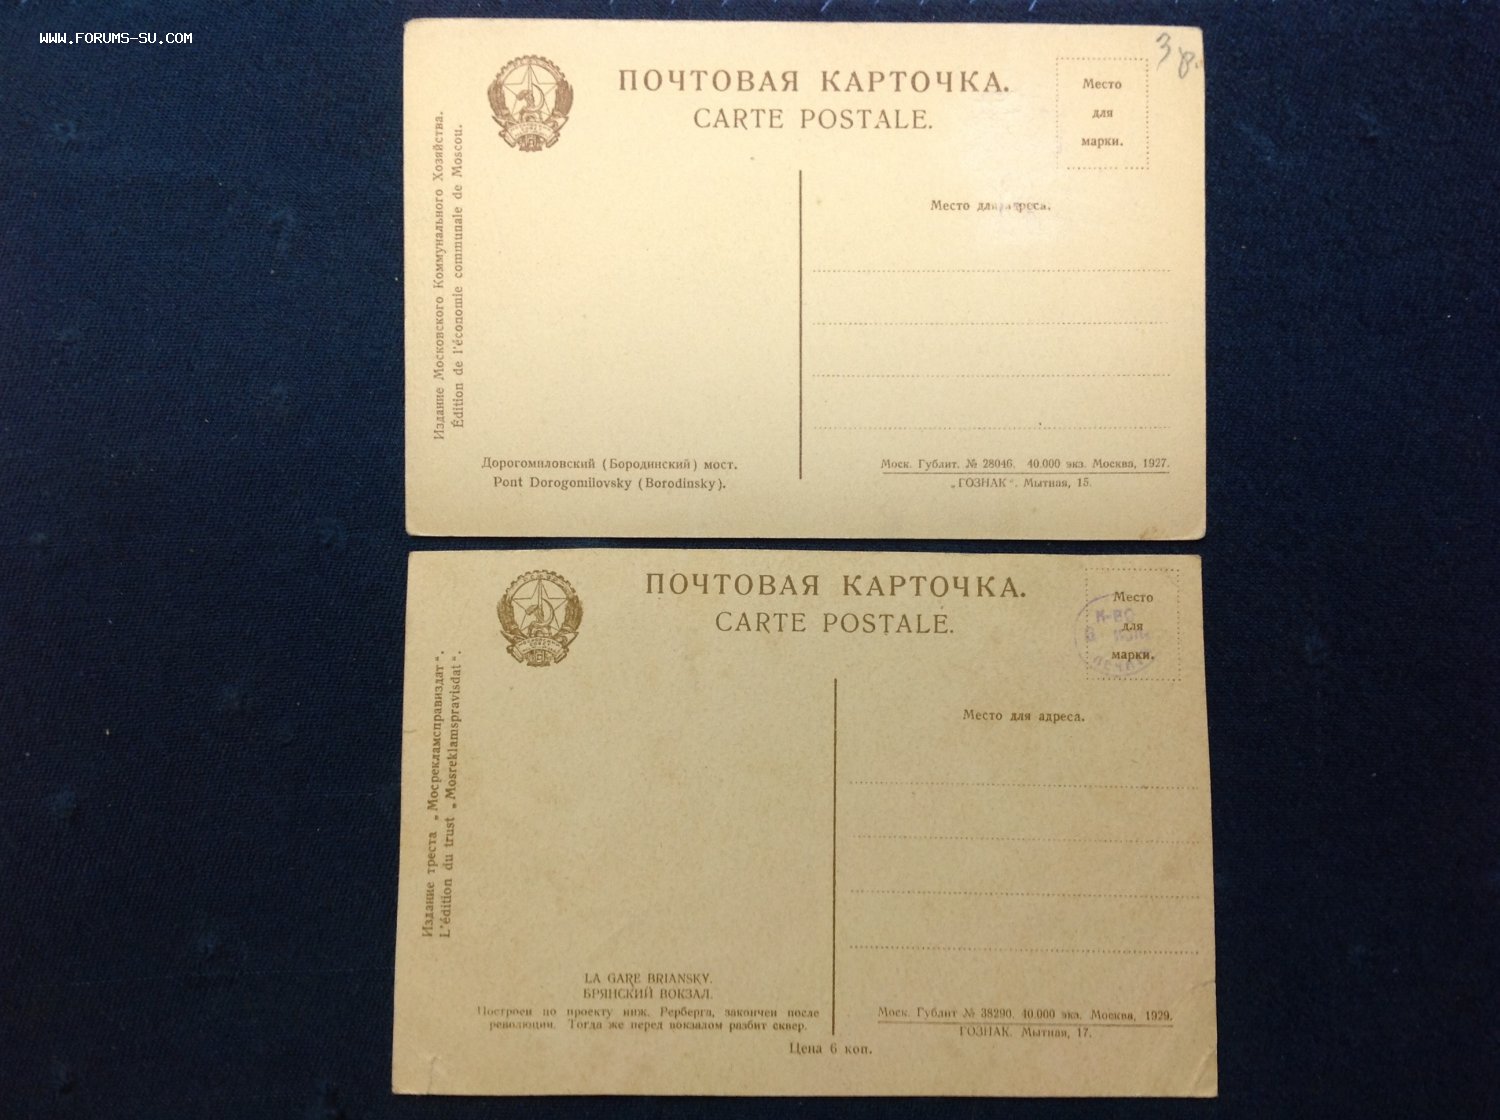 WWW.FORUMS-SU.COM
ПОЧТОВАЯ КАРТОЧКА.
CARTE POSTALE.
3 р.
Место
для
марки.
Издание Московского Коммунального Хозяйства.
Édition de l'économie communale de Moscou.
Место для адреса.
Дорогомиловский (Бородинский) мост.
Pont Dorogomilovsky (Borodinsky).
Моск. Гублит. № 28046. 40.000 экз. Москва, 1927.
„ГОЗНАК“. Мытная, 15.
ПОЧТОВАЯ КАРТОЧКА.
CARTE POSTALE.
Место
для
марки.
Издание треста „Мосрекламсправиздат“.
L'édition du trust „Mosreklamspravisdat“.
Место для адреса.
LA GARE BRIANSKY.
БРЯНСКИЙ ВОКЗАЛ.
Построен по проекту инж. Рерберга, закончен после
революции. Тогда же перед вокзалом разбит сквер.
Моск. Гублит № 38290. 40.000 экз. Москва, 1929.
ГОЗНАК. Мытная, 17.
Цена 6 коп.